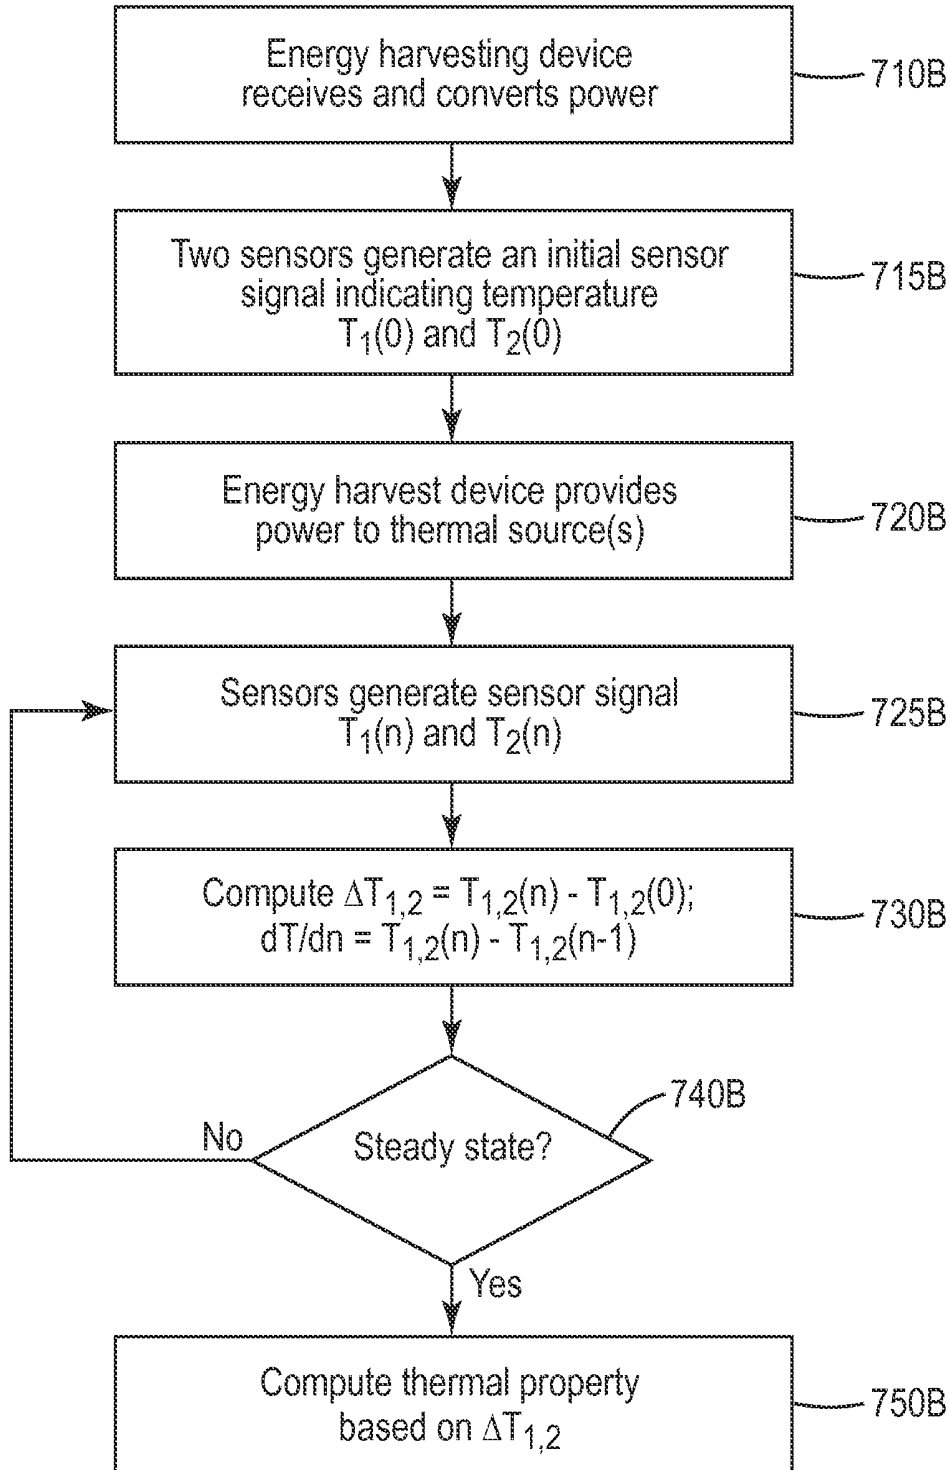 Energy harvesting device
receives and converts power
710B
Two sensors generate an initial sensor
signal indicating temperature
T₁(0) and T₂(0)
715B
Energy harvest device provides
power to thermal source(s)
720B
Sensors generate sensor signal
T₁(n) and T₂(n)
725B
Compute ΔT₁,₂ = T₁,₂(n) - T₁,₂(0);
dT/dn = T₁,₂(n) - T₁,₂(n-1)
730B
740B
Steady state?
No
Yes
Compute thermal property
based on ΔT₁,₂
750B